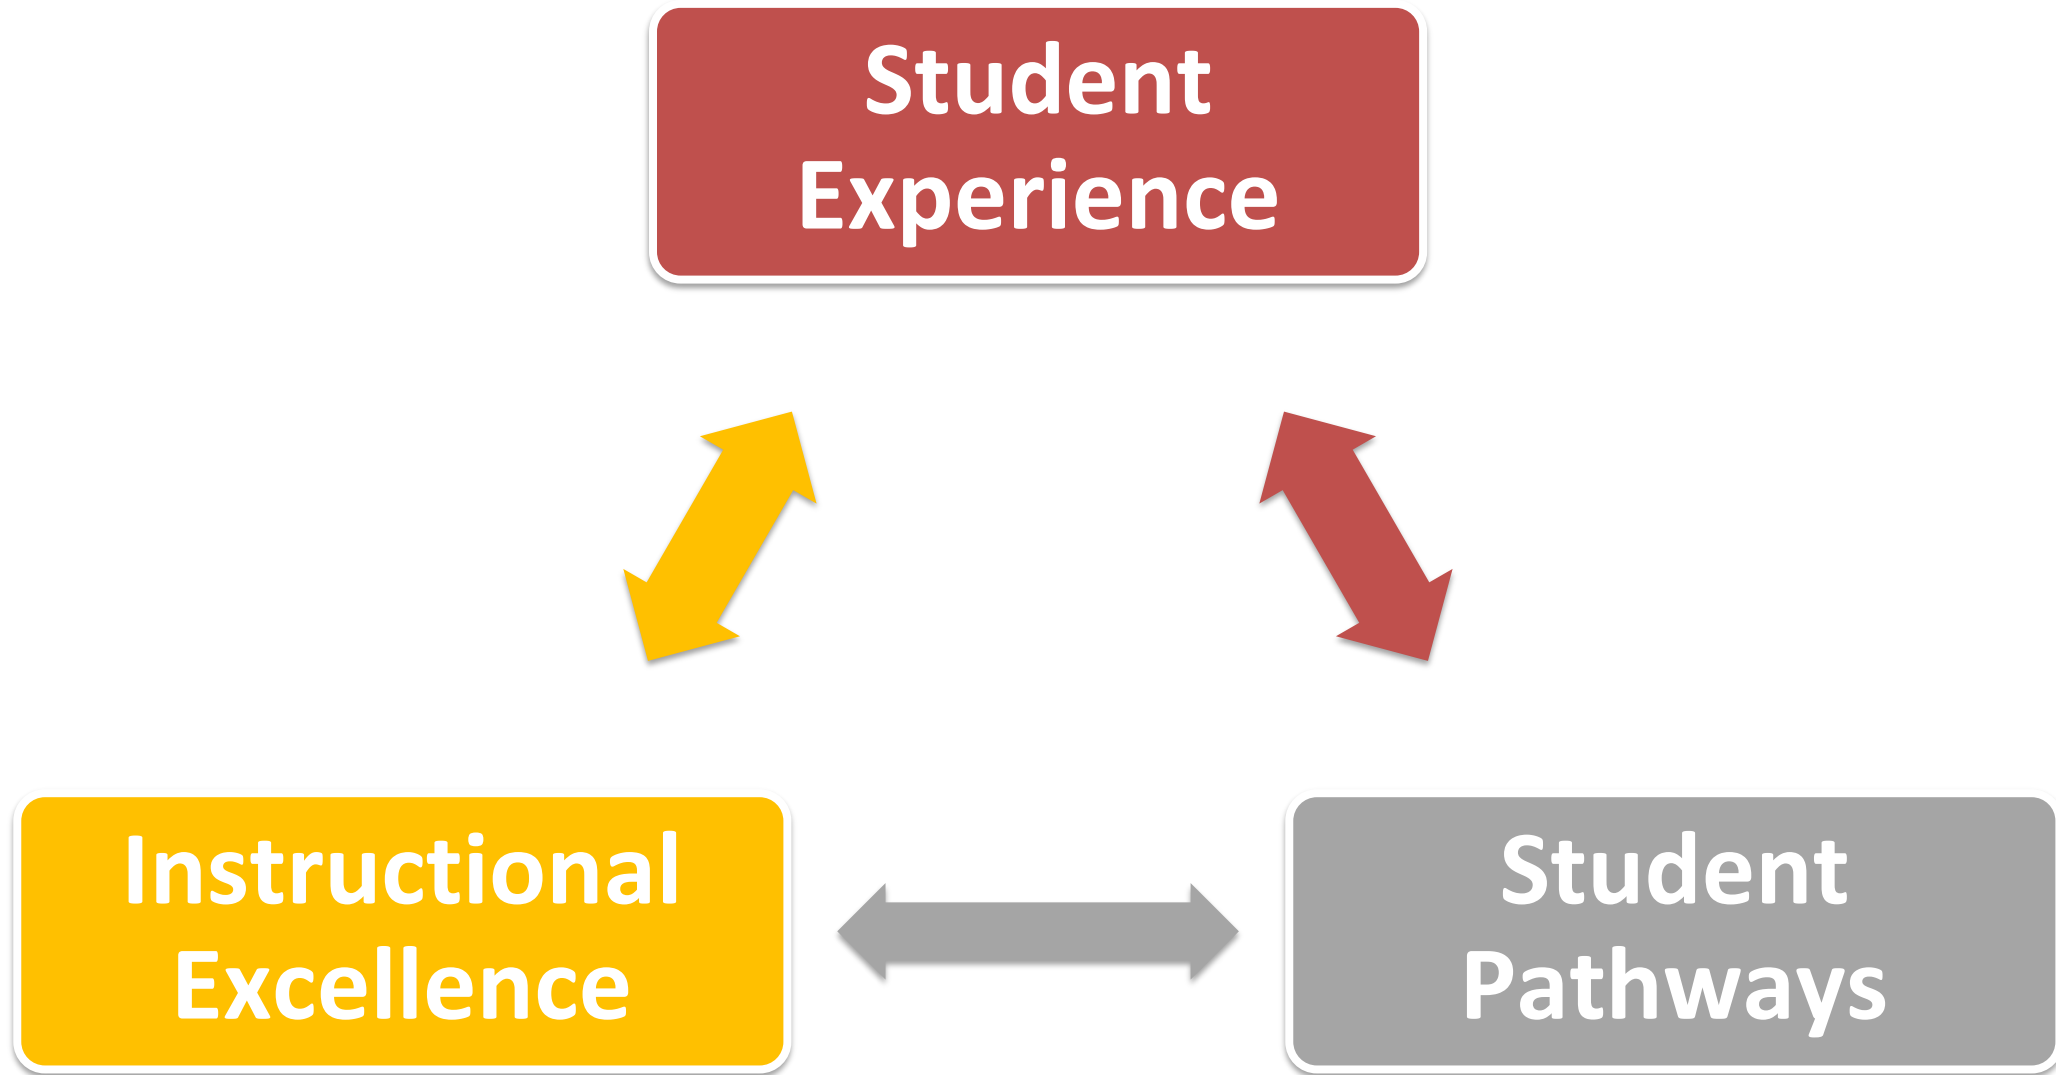 Student
Experience
Instructional
Excellence
Student
Pathways